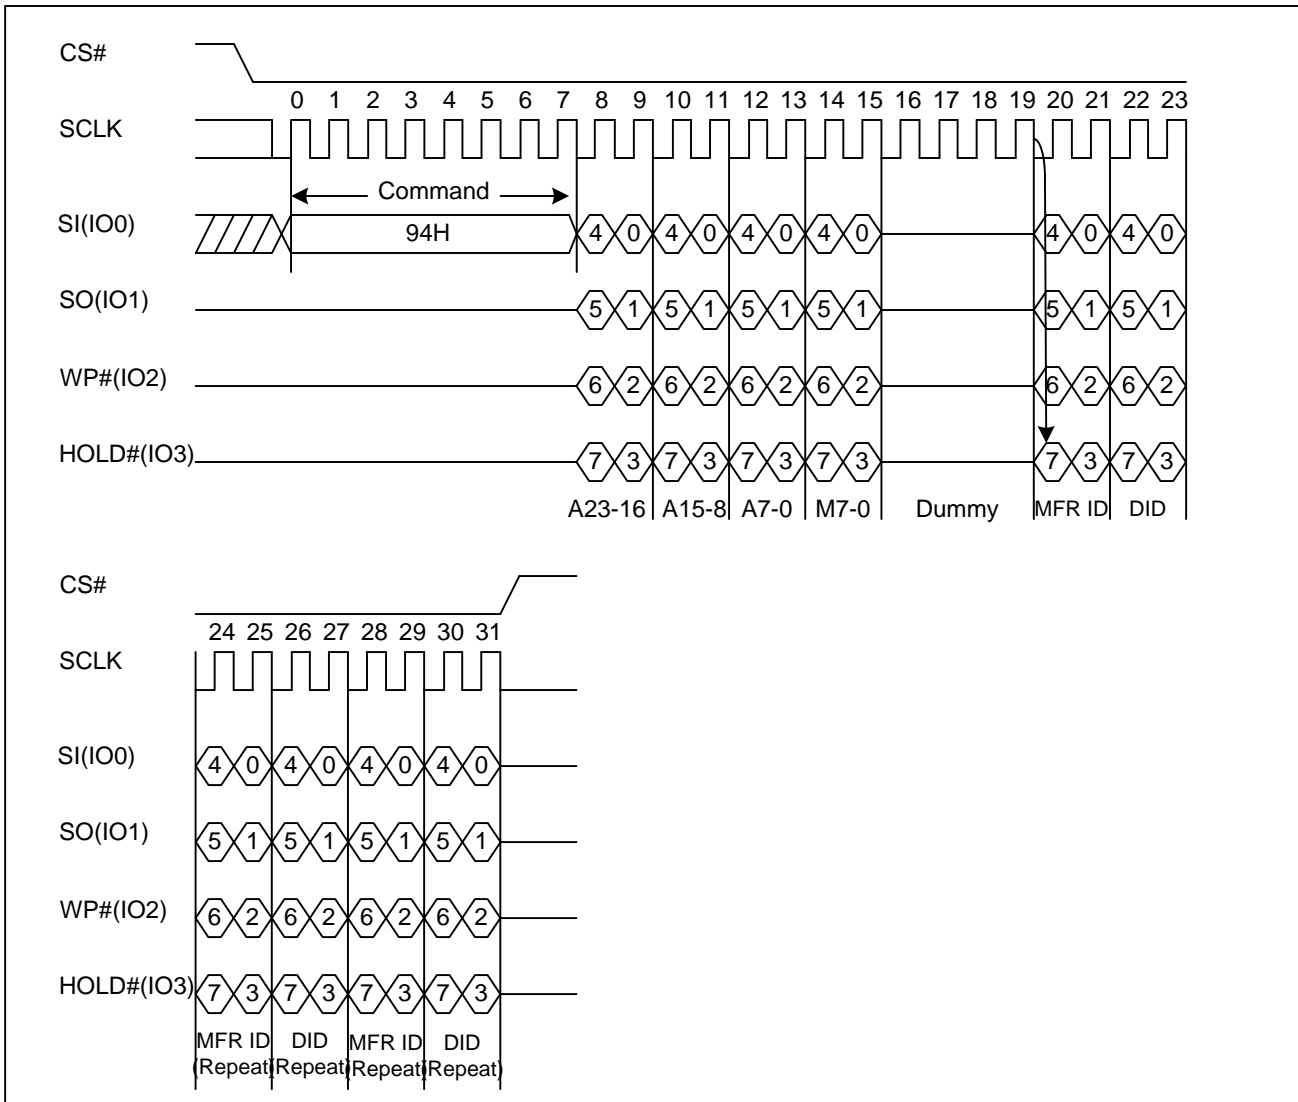 CS#
0 1 2 3 4 5 6 7 8 9 10 11 12 13 14 15 16 17 18 19 20 21 22 23
SCLK
Command
SI(IO0) 94H 4 0 4 0 4 0 4 0 4 0 4 0
SO(IO1) 5 1 5 1 5 1 5 1 5 1 5 1
WP#(IO2) 6 2 6 2 6 2 6 2 6 2 6 2
HOLD#(IO3) 7 3 7 3 7 3 7 3 7 3 7 3
A23-16 A15-8 A7-0 M7-0 Dummy MFR ID DID
CS#
24 25 26 27 28 29 30 31
SCLK
SI(IO0) 4 0 4 0 4 0 4 0
SO(IO1) 5 1 5 1 5 1 5 1
WP#(IO2) 6 2 6 2 6 2 6 2
HOLD#(IO3) 7 3 7 3 7 3 7 3
MFR ID DID MFR ID DID
(Repeat) (Repeat) (Repeat) (Repeat)